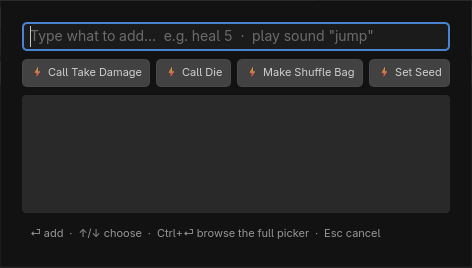 Type what to add...  e.g. heal 5  ·  play sound "jump"
Call Take Damage  Call Die  Make Shuffle Bag  Set Seed
⏎ add  ·  ↑/↓ choose  ·  Ctrl+⏎ browse the full picker  ·  Esc cancel